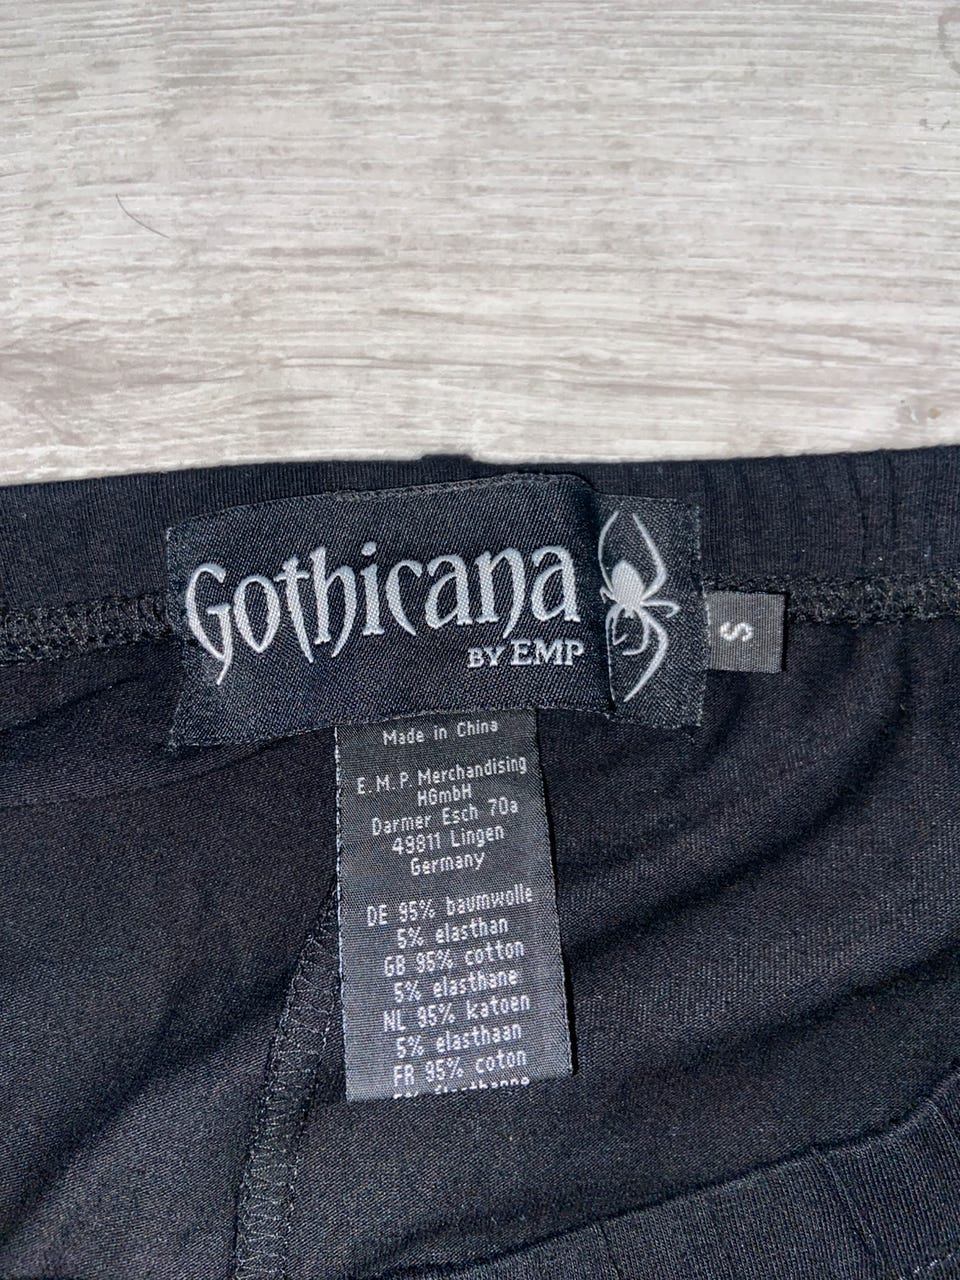 Gothicana
BY EMP
S
Made in China
E.M.P. Merchandising
HGmbH
Darmer Esch 70a
49811 Lingen
Germany
DE 95% baumwolle
5% elasthan
GB 95% cotton
5% elasthane
NL 95% katoen
5% elasthaan
FR 95% coton